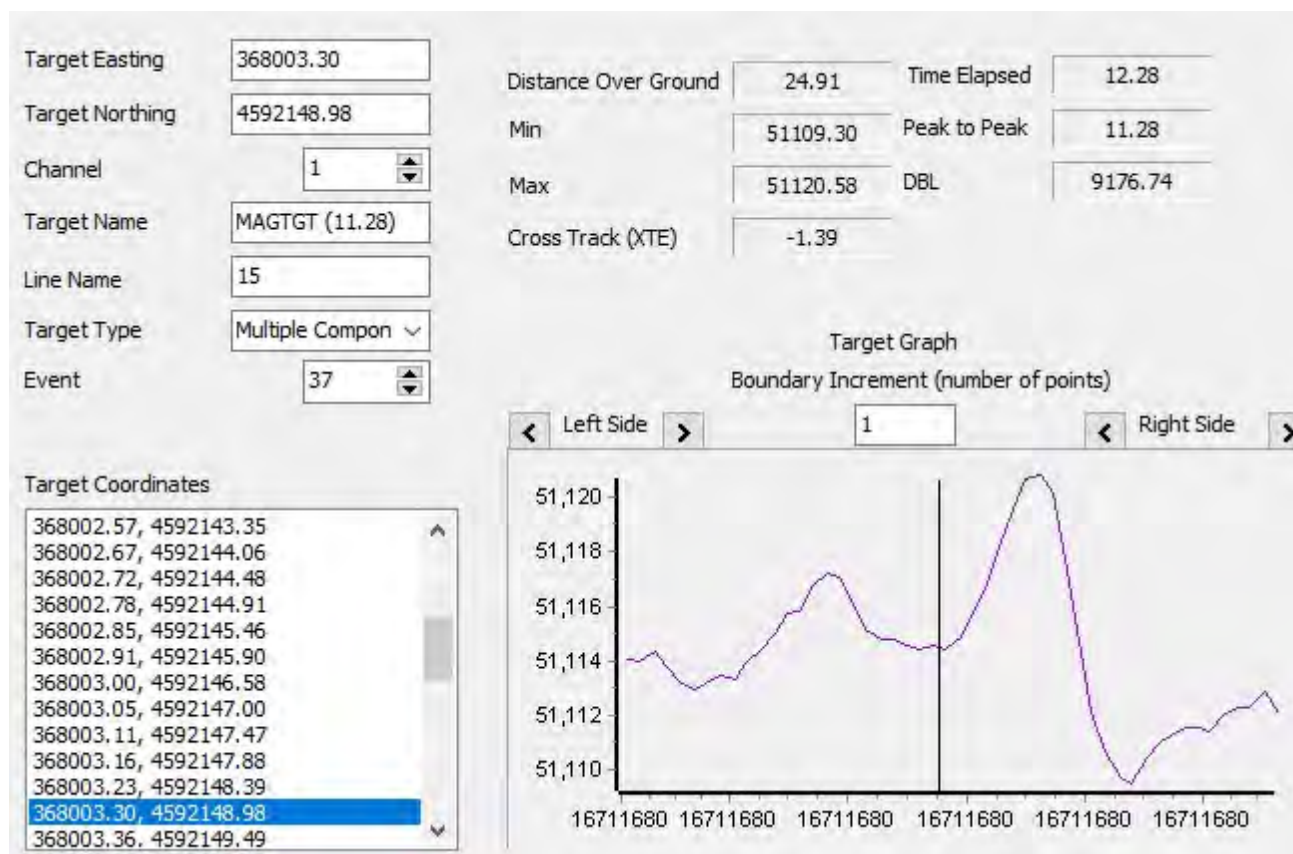 Target Easting 368003.30
Target Northing 4592148.98
Channel 1
Target Name MAGTGT (11.28)
Line Name 15
Target Type Multiple Compon
Event 37
Distance Over Ground 24.91 Time Elapsed 12.28
Min 51109.30 Peak to Peak 11.28
Max 51120.58 DBL 9176.74
Cross Track (XTE) -1.39
Target Graph
Boundary Increment (number of points)
Left Side 1 Right Side
Target Coordinates
368002.57, 4592143.35
368002.67, 4592144.06
368002.72, 4592144.48
368002.78, 4592144.91
368002.85, 4592145.46
368002.91, 4592145.90
368003.00, 4592146.58
368003.05, 4592147.00
368003.11, 4592147.47
368003.16, 4592147.88
368003.23, 4592148.39
368003.30, 4592148.98
368003.36, 4592149.49
51,120
51,118
51,116
51,114
51,112
51,110
16711680 16711680 16711680 16711680 16711680 16711680